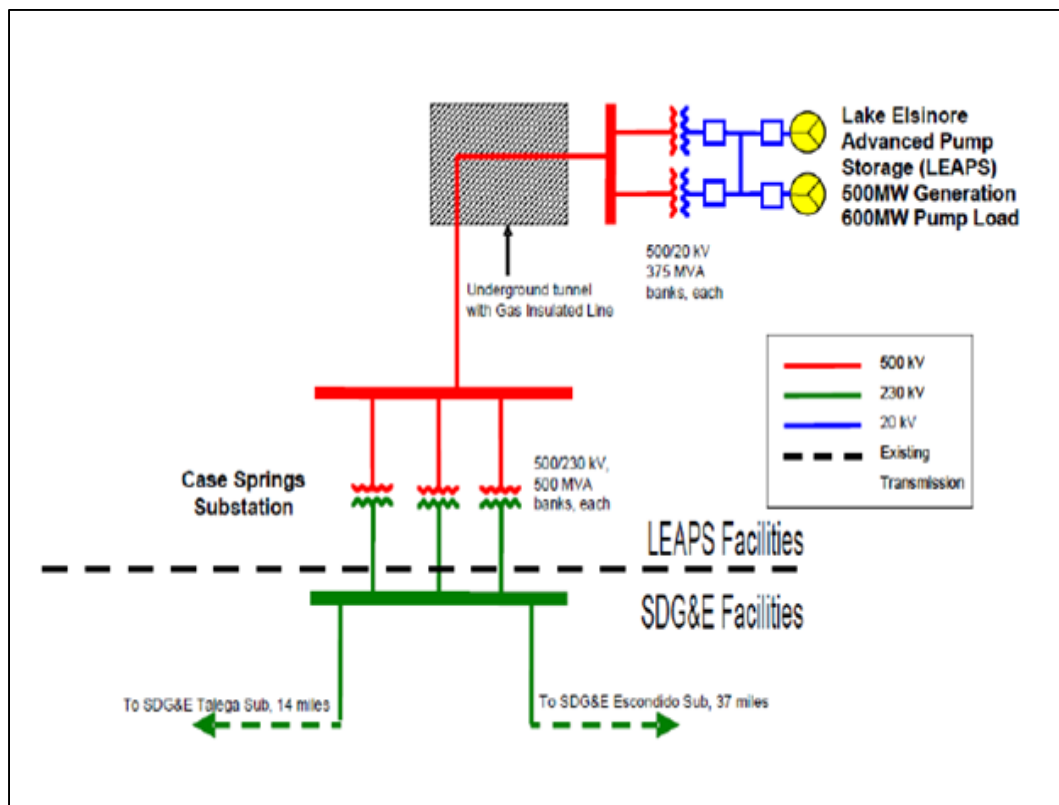 Lake Elsinore
Advanced Pump
Storage (LEAPS)
500MW Generation
600MW Pump Load
500/20 kV
375 MVA
banks, each
Underground tunnel
with Gas Insulated Line
500 kV
230 kV
20 kV
Existing
Transmission
Case Springs
Substation
500/230 kV,
500 MVA
banks, each
LEAPS Facilities
SDG&E Facilities
To SDG&E Talega Sub, 14 miles
To SDG&E Escondido Sub, 37 miles